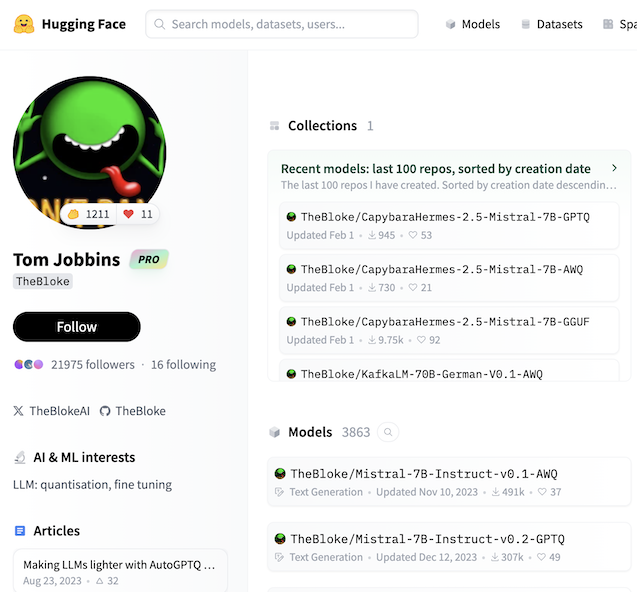 Hugging Face
Search models, datasets, users...
Models
Datasets
Spa
1211
11
Tom Jobbins
PRO
TheBloke
Follow
21975 followers · 16 following
TheBlokeAI
TheBloke
AI & ML interests
LLM: quantisation, fine tuning
Articles
Making LLMs lighter with AutoGPTQ ...
Aug 23, 2023 • 32
Collections 1
Recent models: last 100 repos, sorted by creation date
The last 100 repos I have created. Sorted by creation date descendin...
TheBloke/CapybaraHermes-2.5-Mistral-7B-GPTQ
Updated Feb 1 • 945 • 53
TheBloke/CapybaraHermes-2.5-Mistral-7B-AWQ
Updated Feb 1 • 730 • 21
TheBloke/CapybaraHermes-2.5-Mistral-7B-GGUF
Updated Feb 1 • 9.75k • 92
TheBloke/KafkaLM-70B-German-V0.1-AWQ
Models 3863
TheBloke/Mistral-7B-Instruct-v0.1-AWQ
Text Generation • Updated Nov 10, 2023 • 491k • 37
TheBloke/Mistral-7B-Instruct-v0.2-GPTQ
Text Generation • Updated Dec 12, 2023 • 307k • 49